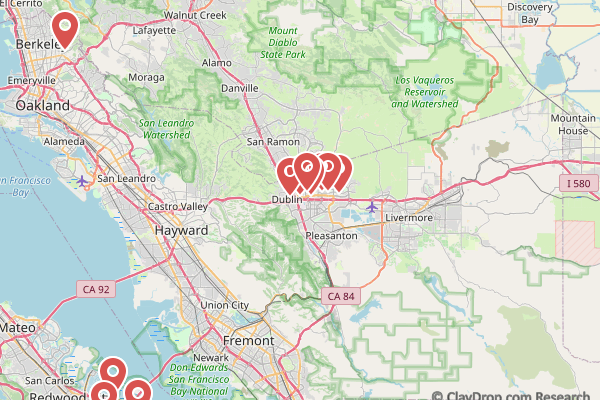 El Cerrito
Walnut Creek
Discovery
Bay
Lafayette
Mount
Diablo
State Park
Berkeley
Moraga
Alamo
Emeryville
Danville
Los Vaqueros
Reservoir
and Watershed
Oakland
Mountain
House
San Leandro
Watershed
Alameda
San Ramon
San Leandro
San Francisco
Bay
I 580
Castro Valley
Dublin
Livermore
Hayward
Pleasanton
CA 92
CA 84
Union City
Mateo
Fremont
Newark
Don Edwards
San Francisco
Bay National
San Carlos
Redwood
© ClayDrop.com Research